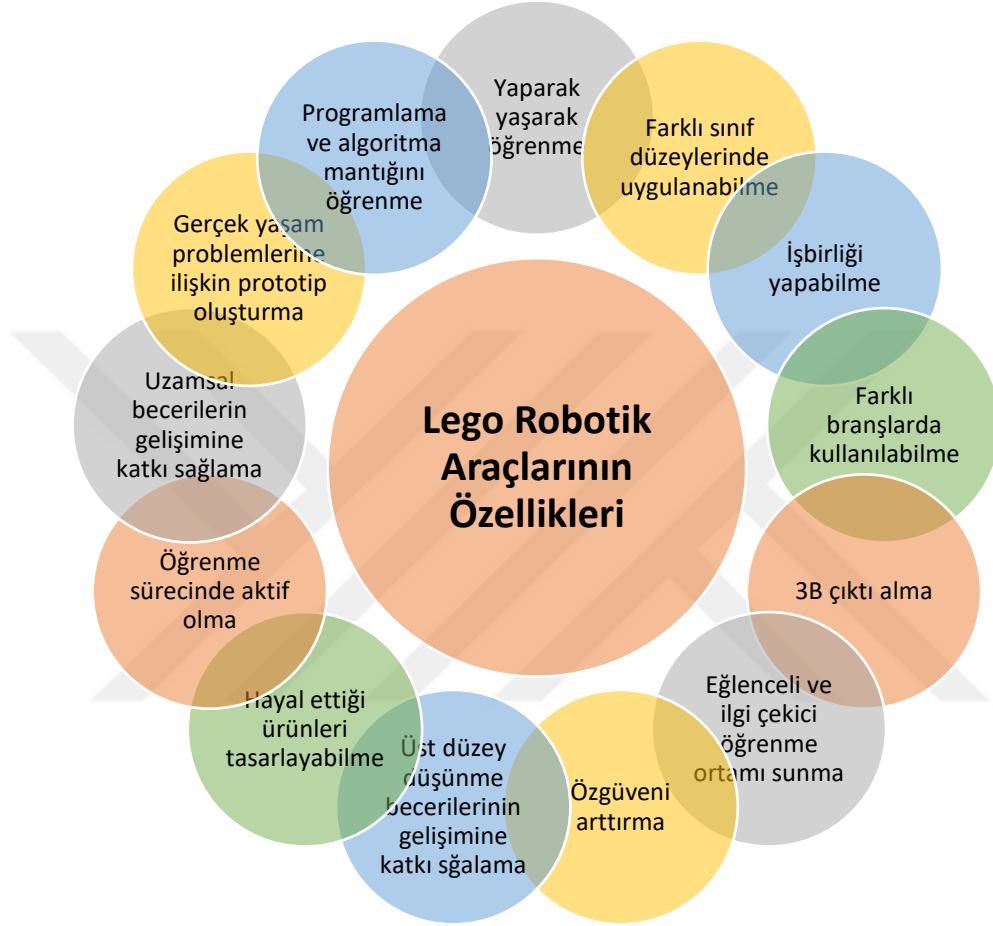 Lego Robotik
Araçlarının
Özellikleri
Yaparak
yaşarak
öğrenme
Farklı sınıf
düzeylerinde
uygulanabilme
İşbirliği
yapabilme
Farklı
branşlarda
kullanılabilme
3B çıktı alma
Eğlenceli ve
ilgi çekici
öğrenme
ortamı sunma
Özgüveni
arttırma
Üst düzey
düşünme
becerilerinin
gelişimine
katkı sğalama
Hayal ettiği
ürünleri
tasarlayabilme
Öğrenme
sürecinde aktif
olma
Uzamsal
becerilerin
gelişimine
katkı sağlama
Gerçek yaşam
problemlerine
ilişkin prototip
oluşturma
Programlama
ve algoritma
mantığını
öğrenme